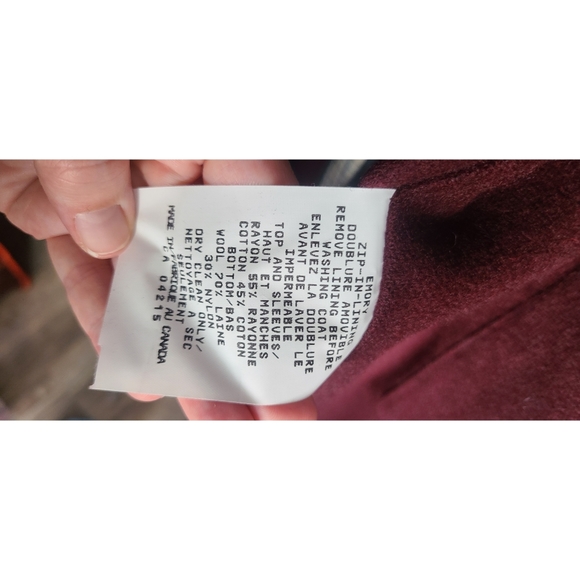 EMORY
ZIP-IN-LINING
DOUBLURE AMOVIBLE
REMOVE LINING BEFORE
WASHING COAT
ENLEVEZ LA DOUBLURE
AVANT DE LAVER LE
IMPERMEABLE
TOP AND SLEEVES/
HAUT ET MANCHES
RAYON 55% RAYONNE
COTTON 45% COTON
BOTTOM/BAS
WOOL 70% LAINE
30% NYLON
DRY CLEAN ONLY/
NETTOYAGE A SEC
SEULEMENT
MADE IN/FABRIQUE AU CANADA
CA 04215